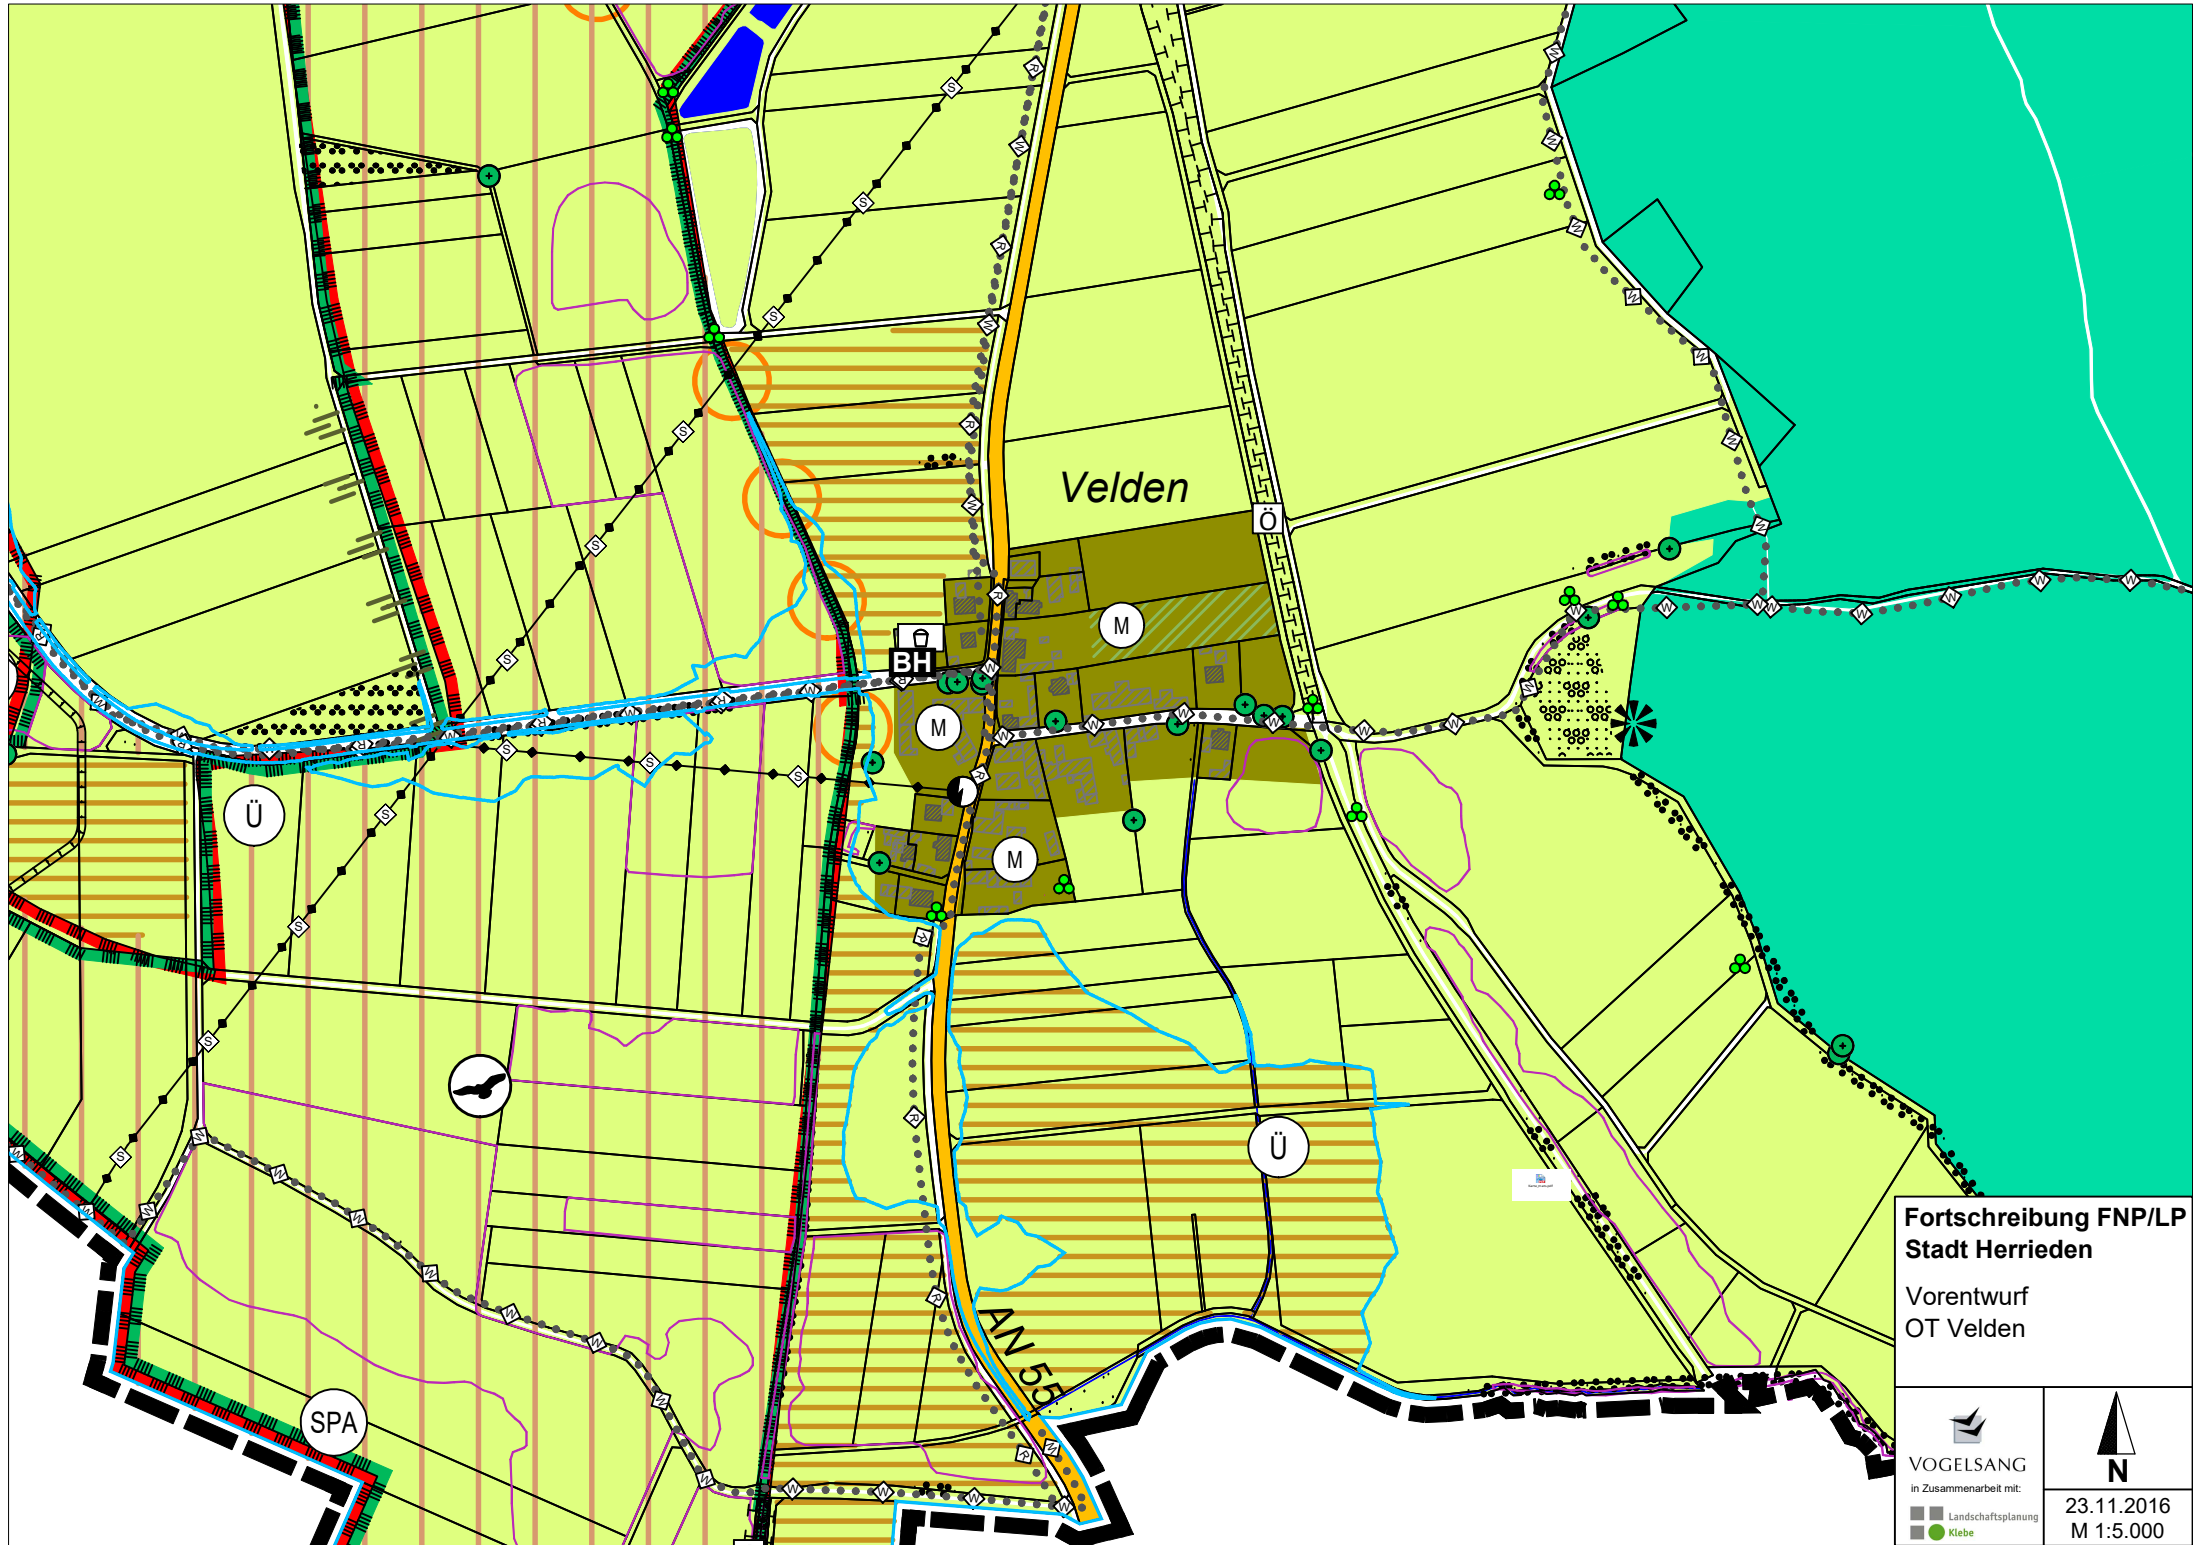 Velden
Ö
M
BH
M
Ü
M
Ü
SPA
AN 55
Fortschreibung FNP/LP
Stadt Herrieden
Vorentwurf
OT Velden
VOGELSANG
in Zusammenarbeit mit:
Landschaftsplanung
Klebe
N
23.11.2016
M 1:5.000